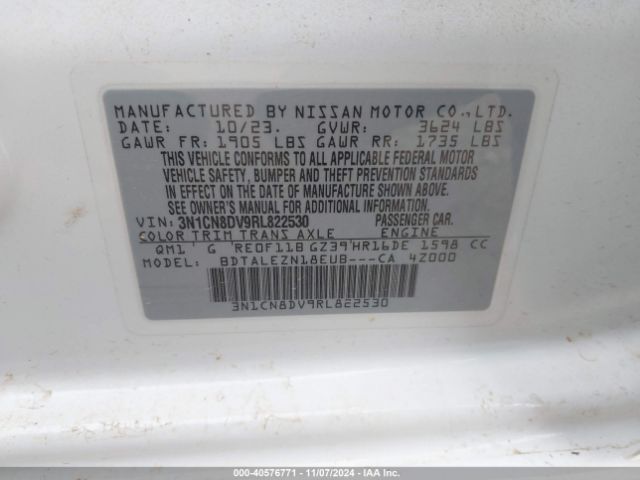 MANUFACTURED BY NISSAN MOTOR CO.,LTD.
DATE: 10/23. GVWR: 3624 LBS
GAWR FR: 1905 LBS GAWR RR: 1735 LBS
THIS VEHICLE CONFORMS TO ALL APPLICABLE FEDERAL MOTOR
VEHICLE SAFETY, BUMPER AND THEFT PREVENTION STANDARDS
IN EFFECT ON THE DATE OF MANUFACTURE SHOWN ABOVE.
SEE OWNER'S MANUAL FOR ADDITIONAL INFORMATION.
VIN: 3N1CN8DV9RL822530 PASSENGER CAR.
COLOR TRIM TRANS AXLE ENGINE
QM1 G RE0F11B GZ39 HR16DE 1598 CC
MODEL: BDTALEZN18EUB---CA 4Z000
3N1CN8DV9RL822530
000-40576771 - 11/07/2024 - IAA Inc.